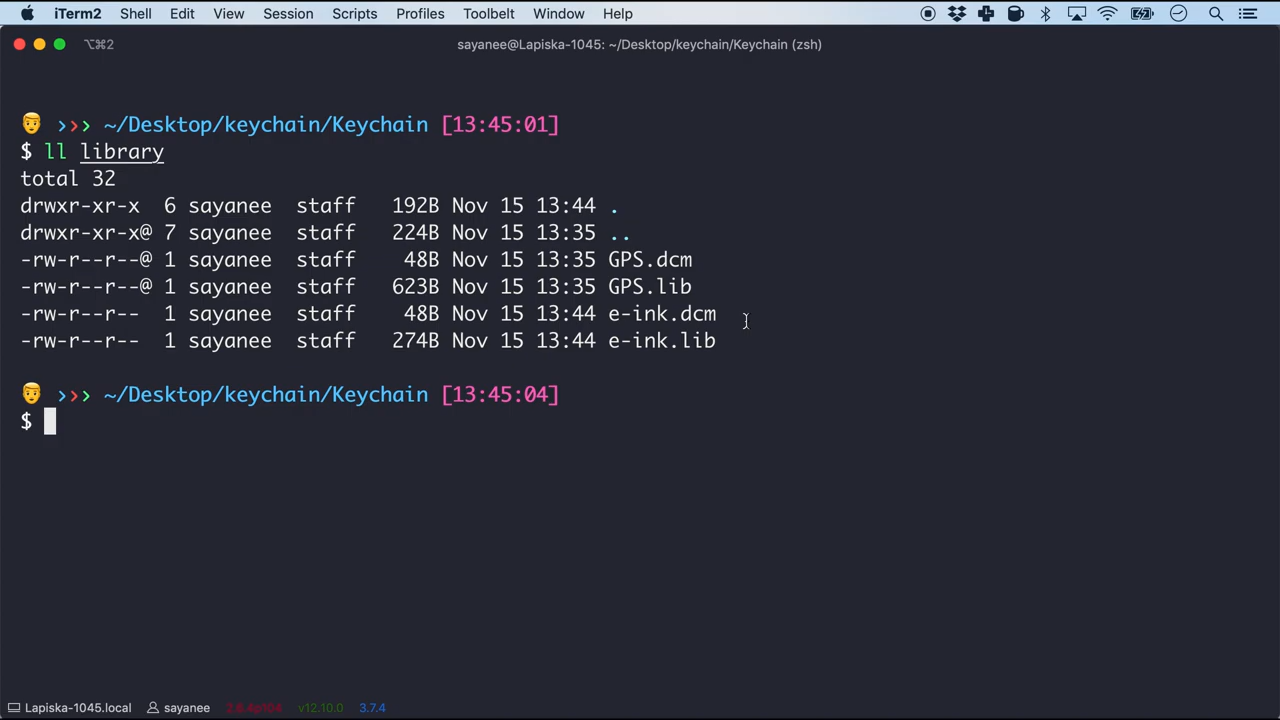 iTerm2 Shell Edit View Session Scripts Profiles Toolbelt Window Help
⌥⌘2 sayanee@Lapiska-1045: ~/Desktop/keychain/Keychain (zsh)
››› ~/Desktop/keychain/Keychain [13:45:01]
$ ll library
total 32
drwxr-xr-x  6 sayanee  staff   192B Nov 15 13:44 .
drwxr-xr-x@ 7 sayanee  staff   224B Nov 15 13:35 ..
-rw-r--r--@ 1 sayanee  staff    48B Nov 15 13:35 GPS.dcm
-rw-r--r--@ 1 sayanee  staff   623B Nov 15 13:35 GPS.lib
-rw-r--r--  1 sayanee  staff    48B Nov 15 13:44 e-ink.dcm
-rw-r--r--  1 sayanee  staff   274B Nov 15 13:44 e-ink.lib
››› ~/Desktop/keychain/Keychain [13:45:04]
$
Lapiska-1045.local sayanee v12.10.0 3.7.4